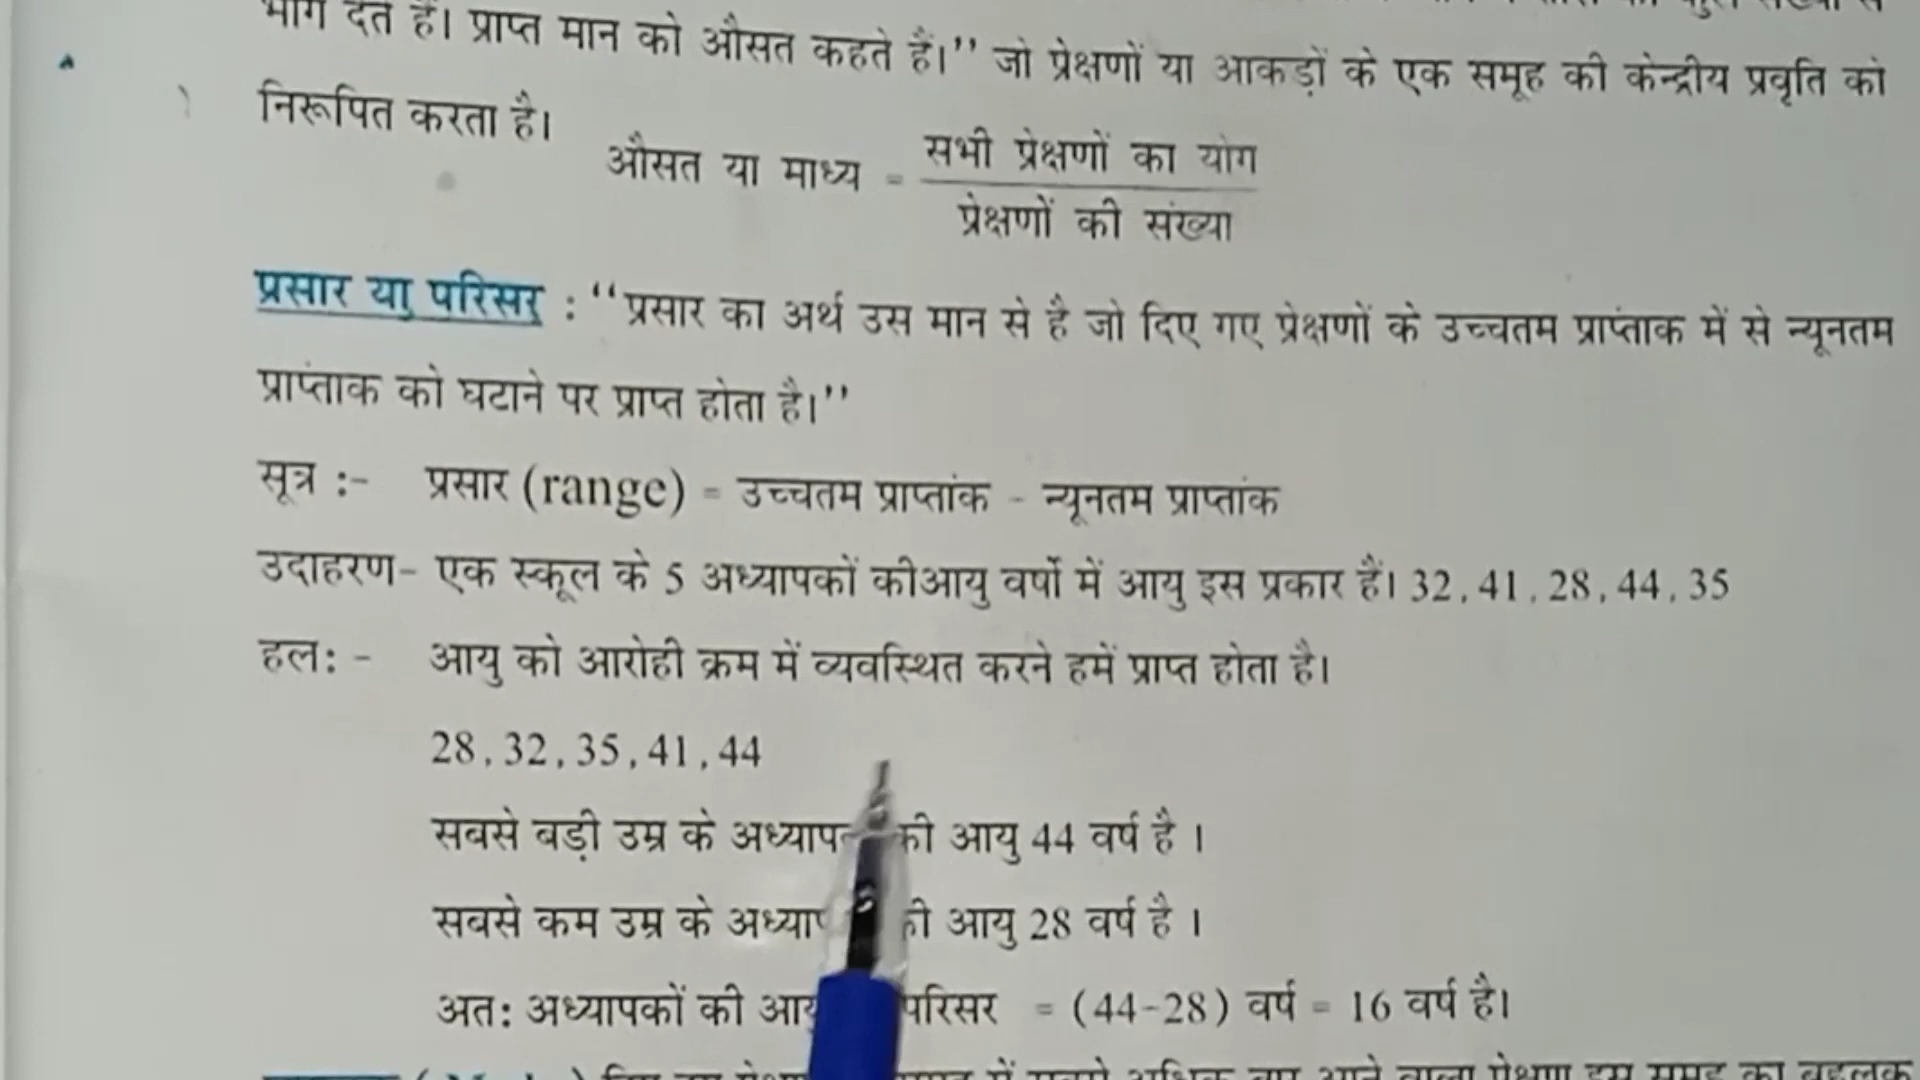 भाग देते हैं। प्राप्त मान को औसत कहते हैं।’’ जो प्रेक्षणों या आकड़ों के एक समूह की केन्द्रीय प्रवृति को
निरूपित करता है।
औसत या माध्य = सभी प्रेक्षणों का योग
प्रेक्षणों की संख्या
प्रसार या परिसर : ‘‘प्रसार का अर्थ उस मान से है जो दिए गए प्रेक्षणों के उच्चतम प्राप्तांक में से न्यूनतम
प्राप्तांक को घटाने पर प्राप्त होता है।’’
सूत्र :- प्रसार (range) = उच्चतम प्राप्तांक - न्यूनतम प्राप्तांक
उदाहरण- एक स्कूल के 5 अध्यापकों कीआयु वर्षो में आयु इस प्रकार हैं। 32, 41, 28, 44, 35
हल: - आयु को आरोही क्रम में व्यवस्थित करने हमें प्राप्त होता है।
28, 32, 35, 41, 44
सबसे बड़ी उम्र के की आयु 44 वर्ष है ।
सबसे कम उम्र के आयु 28 वर्ष है ।
अत: अध्यापकों की परिसर = (44-28) वर्ष = 16 वर्ष है।